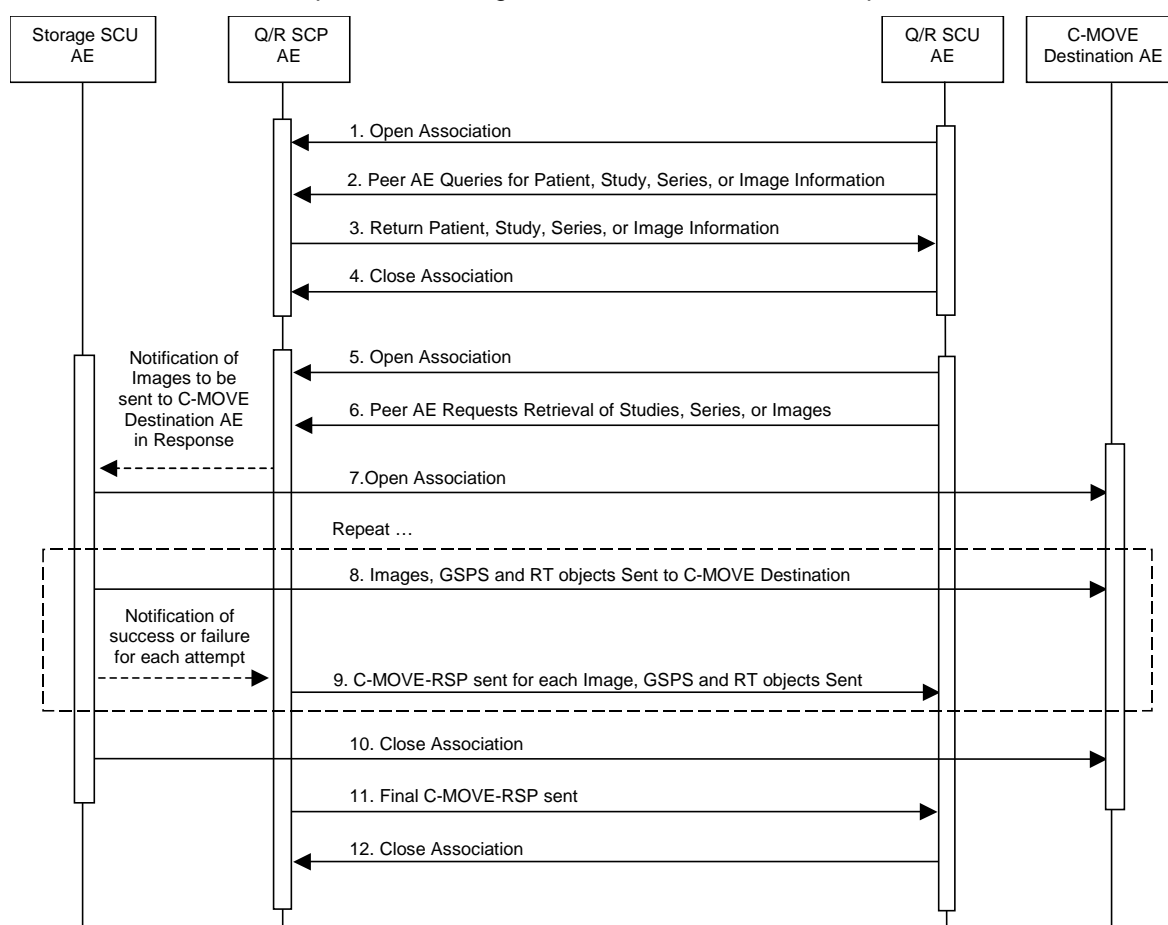 Storage SCU
AE
Q/R SCP
AE
Q/R SCU
AE
C-MOVE
Destination AE
1. Open Association
2. Peer AE Queries for Patient, Study, Series, or Image Information
3. Return Patient, Study, Series, or Image Information
4. Close Association
Notification of
Images to be
sent to C-MOVE
Destination AE
in Response
5. Open Association
6. Peer AE Requests Retrieval of Studies, Series, or Images
7.Open Association
Repeat …
8. Images, GSPS and RT objects Sent to C-MOVE Destination
Notification of
success or failure
for each attempt
9. C-MOVE-RSP sent for each Image, GSPS and RT objects Sent
10. Close Association
11. Final C-MOVE-RSP sent
12. Close Association